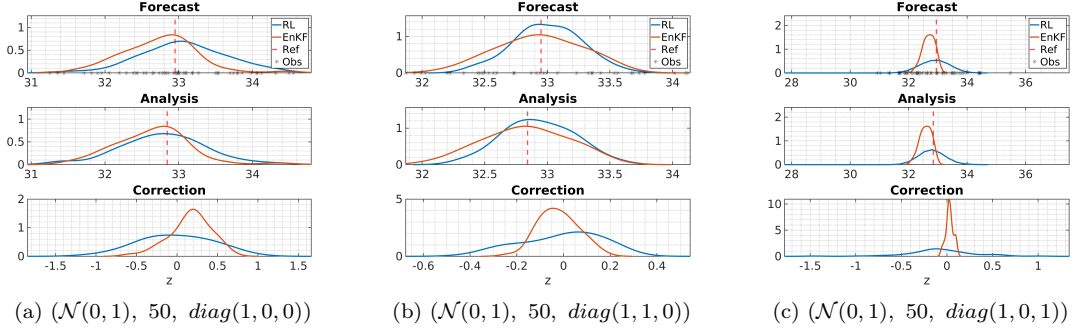 Forecast
1
0.5
0
RL
EnKF
Ref
Obs
31 32 33 34
Analysis
1
0.5
0
31 32 33 34
Correction
2
1
0
-1.5 -1 -0.5 0 0.5 1 1.5
z
(a) (𝒩(0, 1), 50, diag(1, 0, 0))
Forecast
1
0
RL
EnKF
Ref
Obs
32 32.5 33 33.5 34
Analysis
1
0
32 32.5 33 33.5 34
Correction
5
0
-0.6 -0.4 -0.2 0 0.2 0.4
z
(b) (𝒩(0, 1), 50, diag(1, 1, 0))
Forecast
2
1
0
RL
EnKF
Ref
Obs
28 30 32 34 36
Analysis
2
1
0
28 30 32 34 36
Correction
10
5
0
-1 -0.5 0 0.5 1
z
(c) (𝒩(0, 1), 50, diag(1, 0, 1))